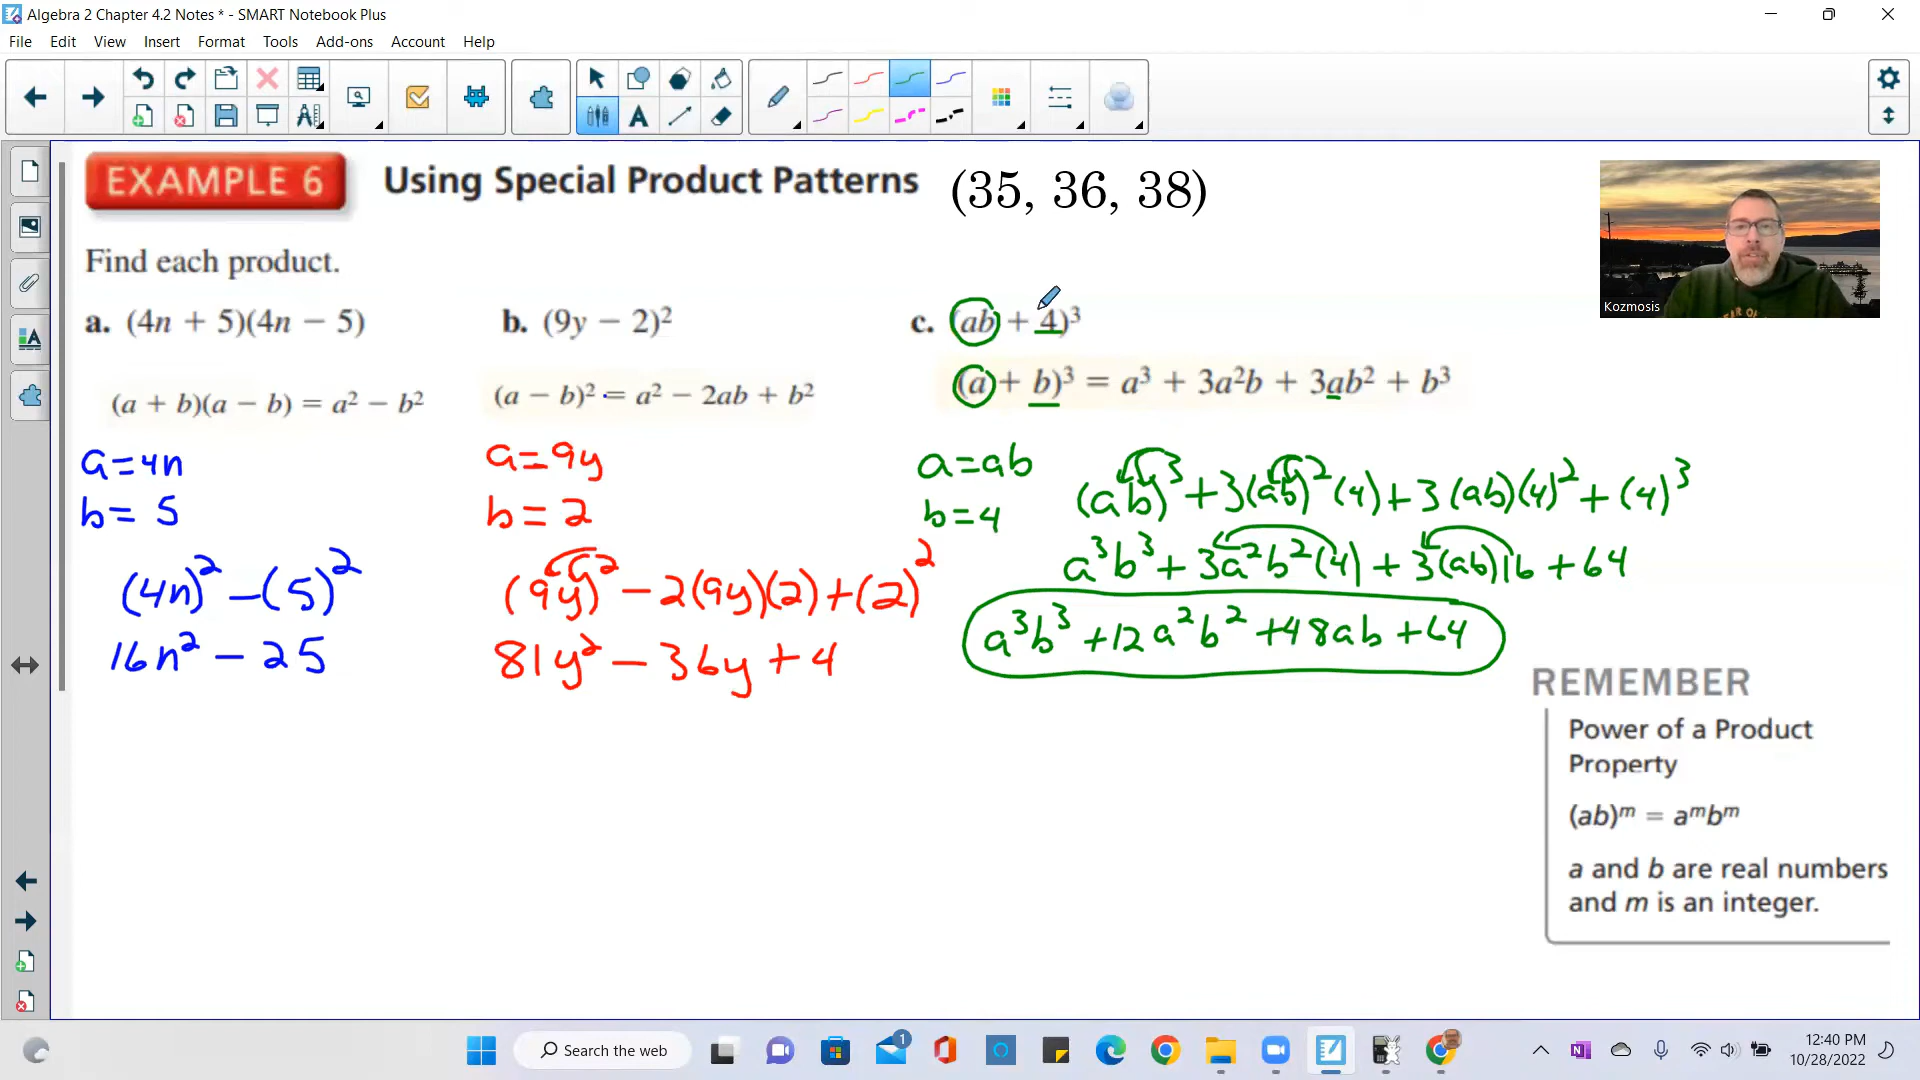 Algebra 2 Chapter 4.2 Notes * - SMART Notebook Plus
File Edit View Insert Format Tools Add-ons Account Help
EXAMPLE 6 Using Special Product Patterns (35, 36, 38)
Find each product.
a. (4n + 5)(4n − 5)
(a + b)(a − b) = a² − b²
a=4n
b= 5
(4n)² −(5)²
16n² − 25
b. (9y − 2)²
(a − b)² = a² − 2ab + b²
a=9y
b= 2
(9y)² − 2(9y)(2)+(2)²
81y² − 36y +4
c. (ab + 4)³
(a + b)³ = a³ + 3a²b + 3ab² + b³
a=ab
b=4
(ab)³+3(ab)²(4)+3(ab)(4)²+(4)³
a³b³+3a²b²(4)+3(ab)16+64
a³b³+12a²b²+48ab+64
Kozmosis
REMEMBER
Power of a Product
Property
(ab)ᵐ = aᵐbᵐ
a and b are real numbers
and m is an integer.
Search the web
1
12:40 PM
10/28/2022